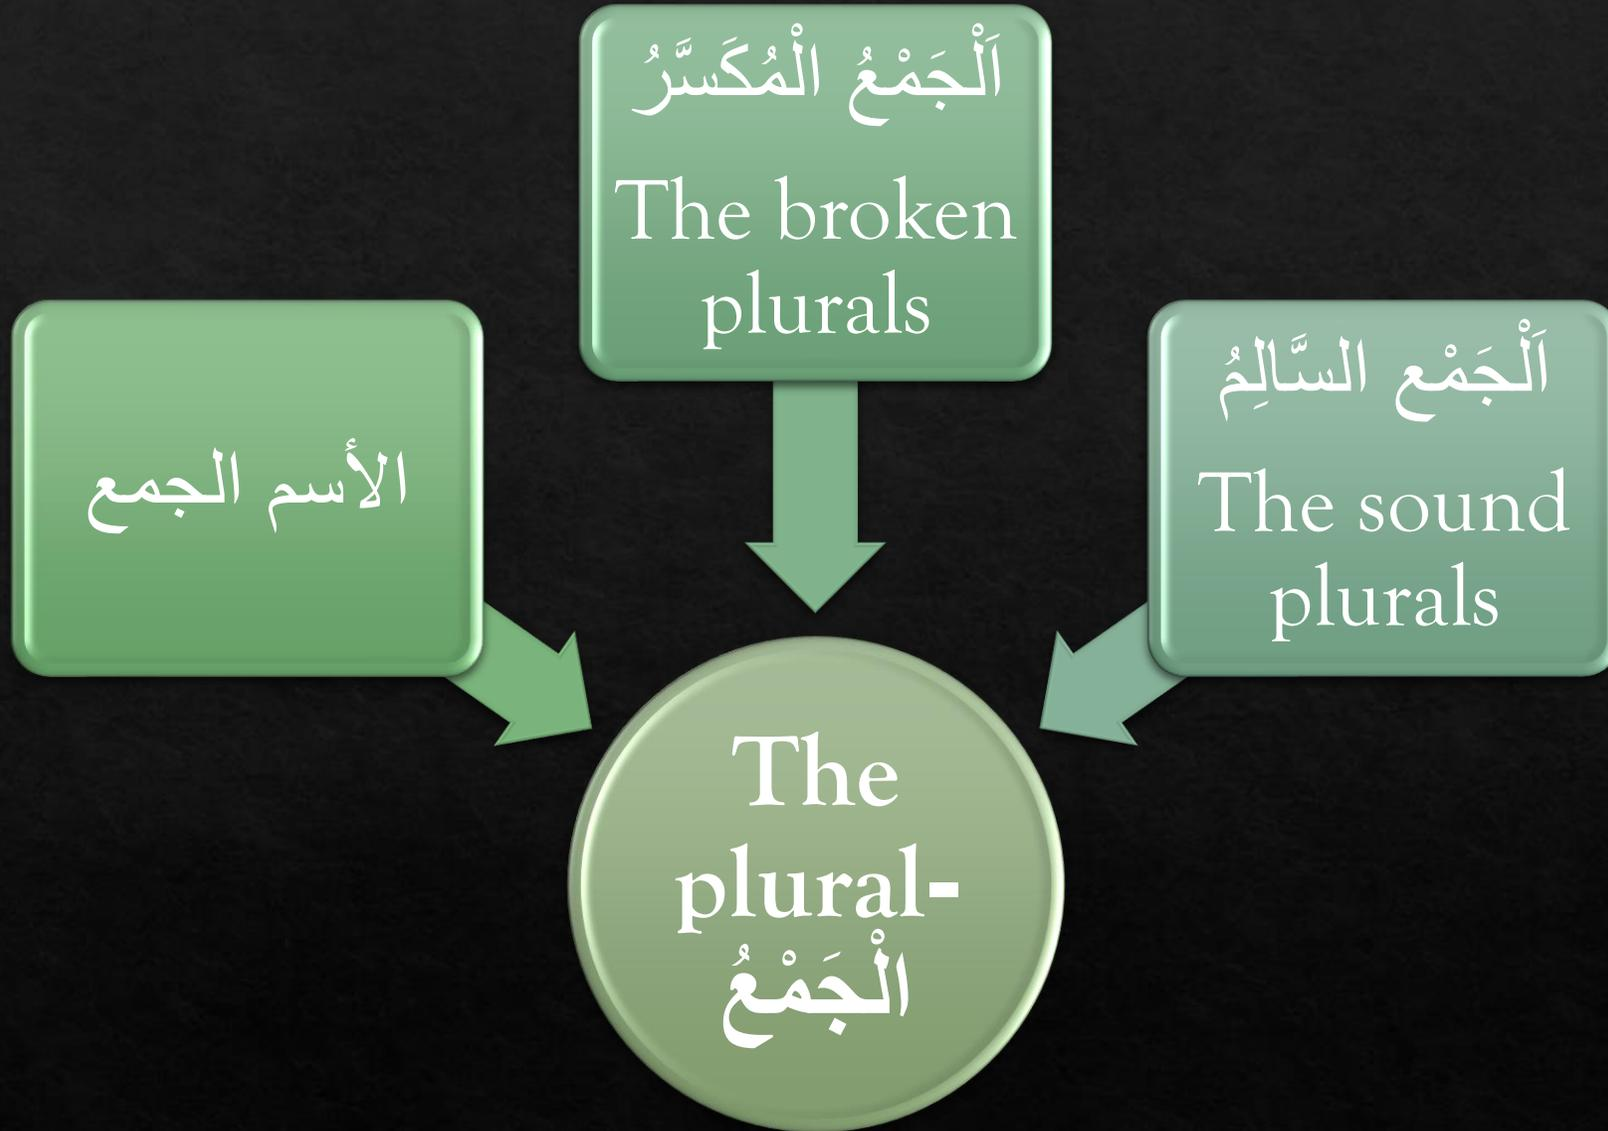 اَلْجَمْعُ الْمُكَسَّرُ
The broken
plurals
الأسم الجمع
اَلْجَمْع السَّالِمُ
The sound
plurals
The
plural-
الْجَمْعُ